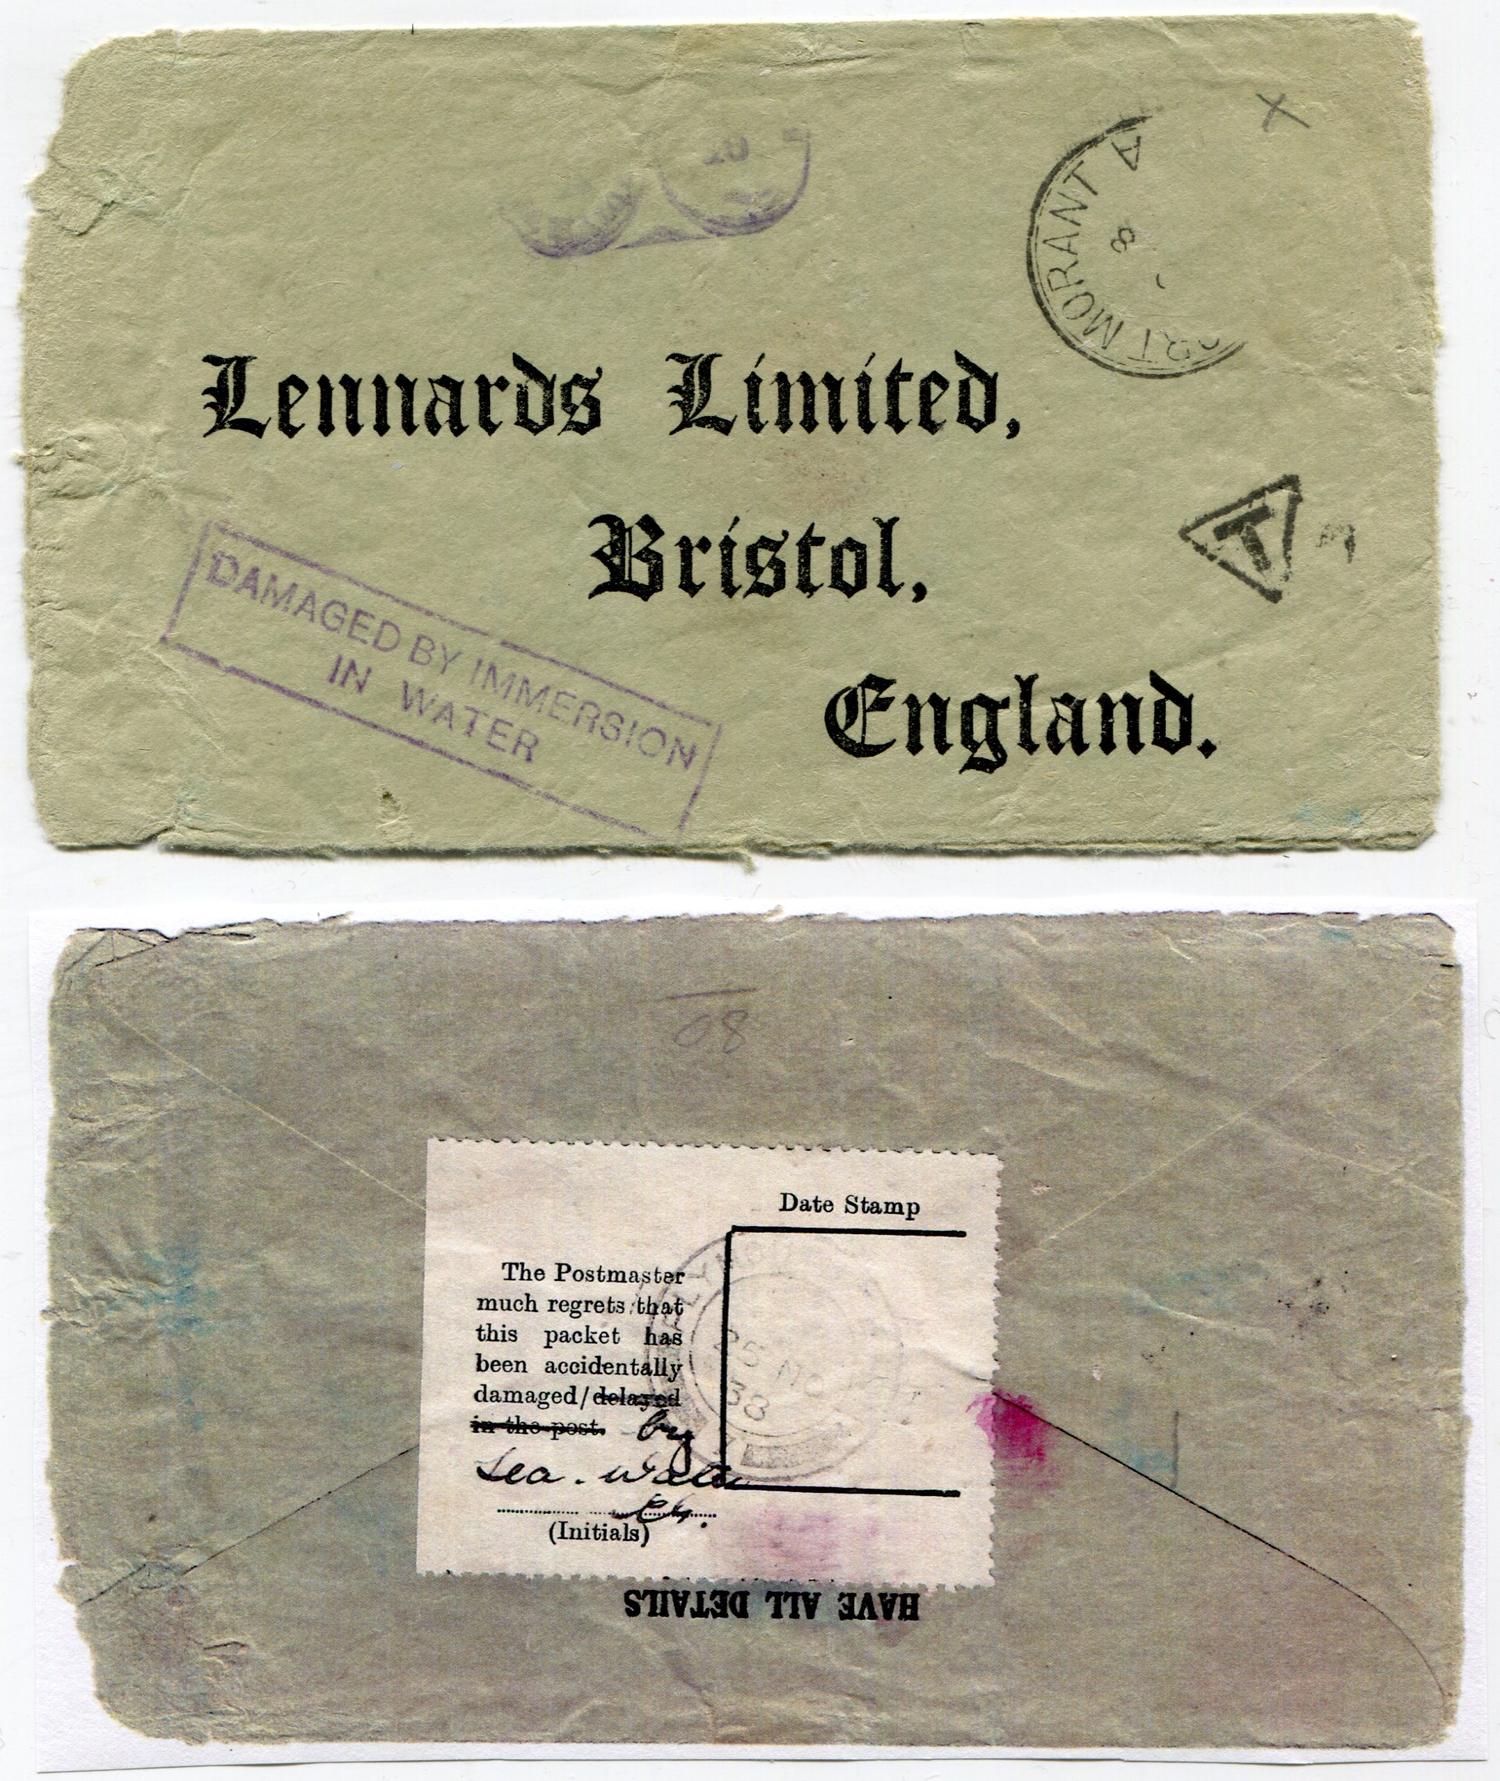 PORT MORANT
8
X
Lennards Limited,
Bristol,
England.
T
DAMAGED BY IMMERSION
IN WATER
08
Date Stamp
The Postmaster
much regrets that
this packet has
been accidentally
damaged/delayed
in the post. by
Sea-water
(Initials)
25 NO
38
HAVE ALL DETAILS